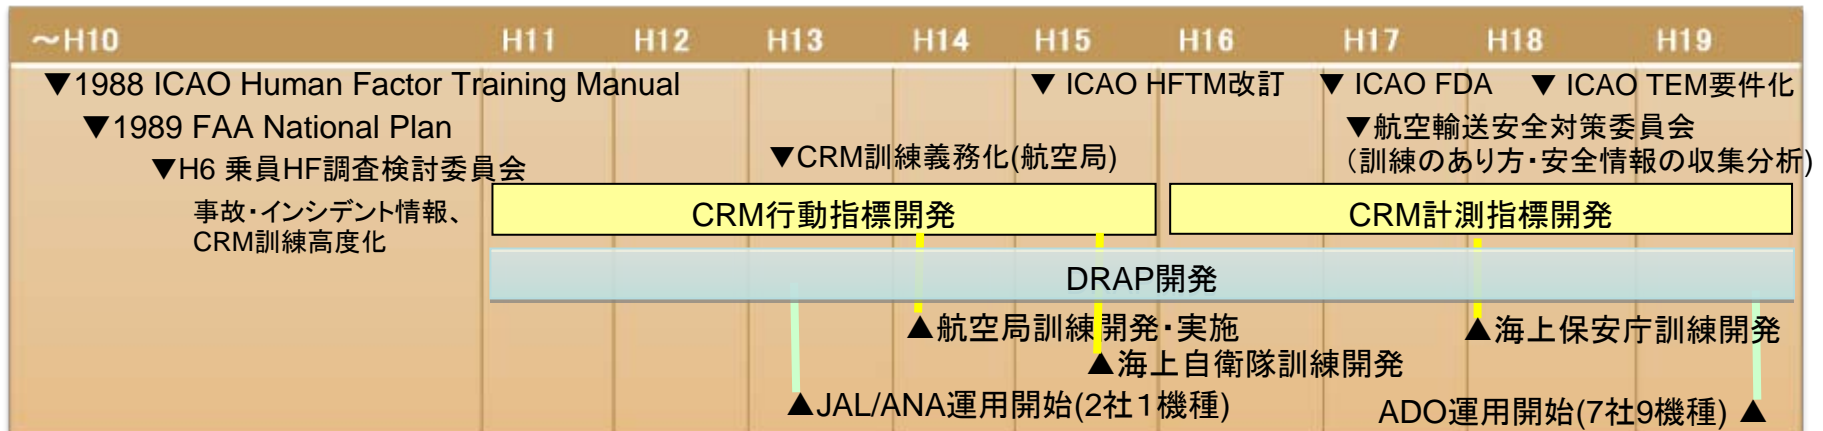 ～H10 H11 H12 H13 H14 H15 H16 H17 H18 H19
▼1988 ICAO Human Factor Training Manual
▼ ICAO HFTM改訂
▼ ICAO FDA
▼ ICAO TEM要件化
▼1989 FAA National Plan
▼航空輸送安全対策委員会
（訓練のあり方・安全情報の収集分析)
▼H6 乗員HF調査検討委員会
▼CRM訓練義務化(航空局)
事故・インシデント情報、
CRM訓練高度化
CRM行動指標開発
CRM計測指標開発
DRAP開発
▲航空局訓練開発・実施
▲海上保安庁訓練開発
▲海上自衛隊訓練開発
▲JAL/ANA運用開始(2社１機種)
ADO運用開始(7社9機種) ▲